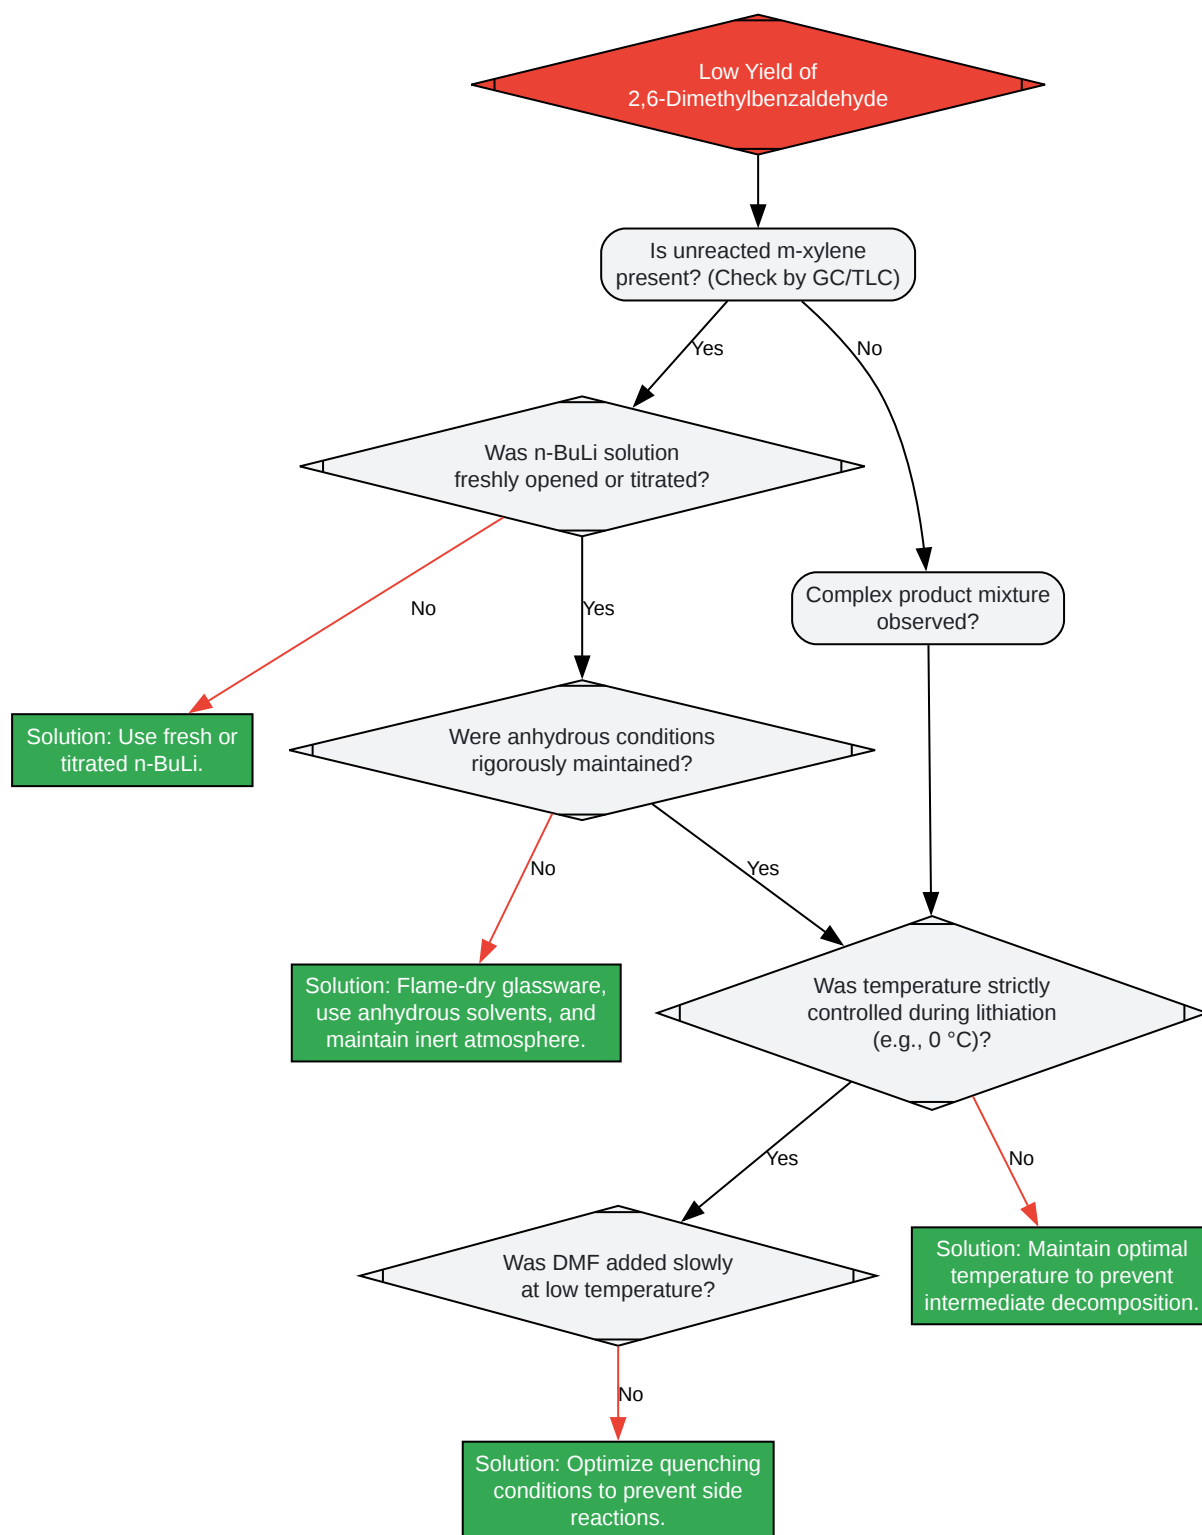 Low Yield of
2,6-Dimethylbenzaldehyde
Is unreacted m-xylene
present? (Check by GC/TLC)
Yes
No
Was n-BuLi solution
freshly opened or titrated?
No
Yes
Complex product mixture
observed?
Solution: Use fresh or
titrated n-BuLi.
Were anhydrous conditions
rigorously maintained?
No
Yes
Solution: Flame-dry glassware,
use anhydrous solvents, and
maintain inert atmosphere.
Was temperature strictly
controlled during lithiation
(e.g., 0 °C)?
Yes
No
Was DMF added slowly
at low temperature?
Solution: Maintain optimal
temperature to prevent
intermediate decomposition.
No
Solution: Optimize quenching
conditions to prevent side
reactions.